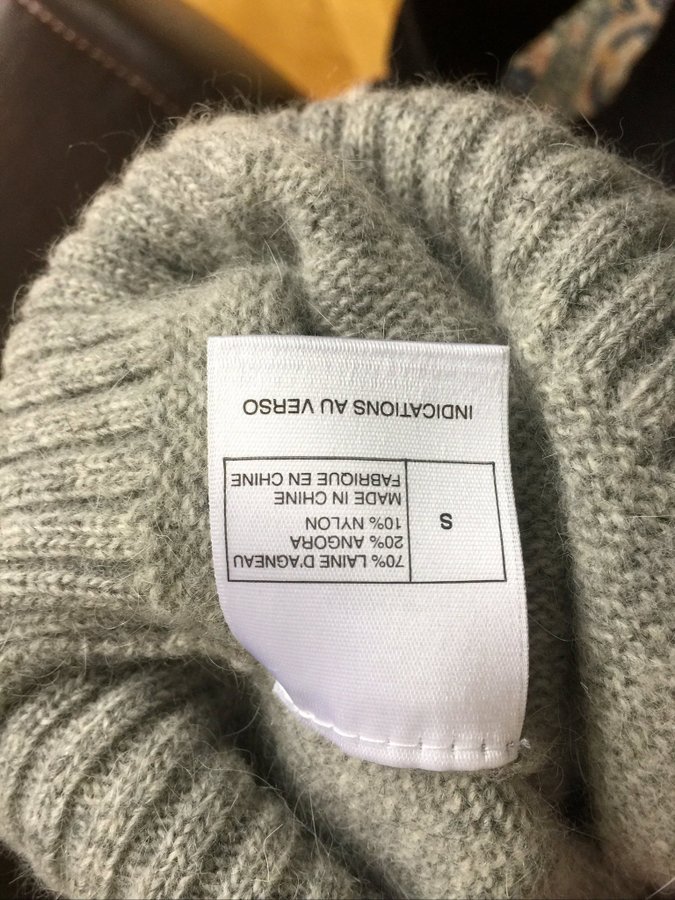 S
70% LAINE D'AGNEAU
20% ANGORA
10% NYLON
MADE IN CHINE
FABRIQUE EN CHINE
INDICATIONS AU VERSO